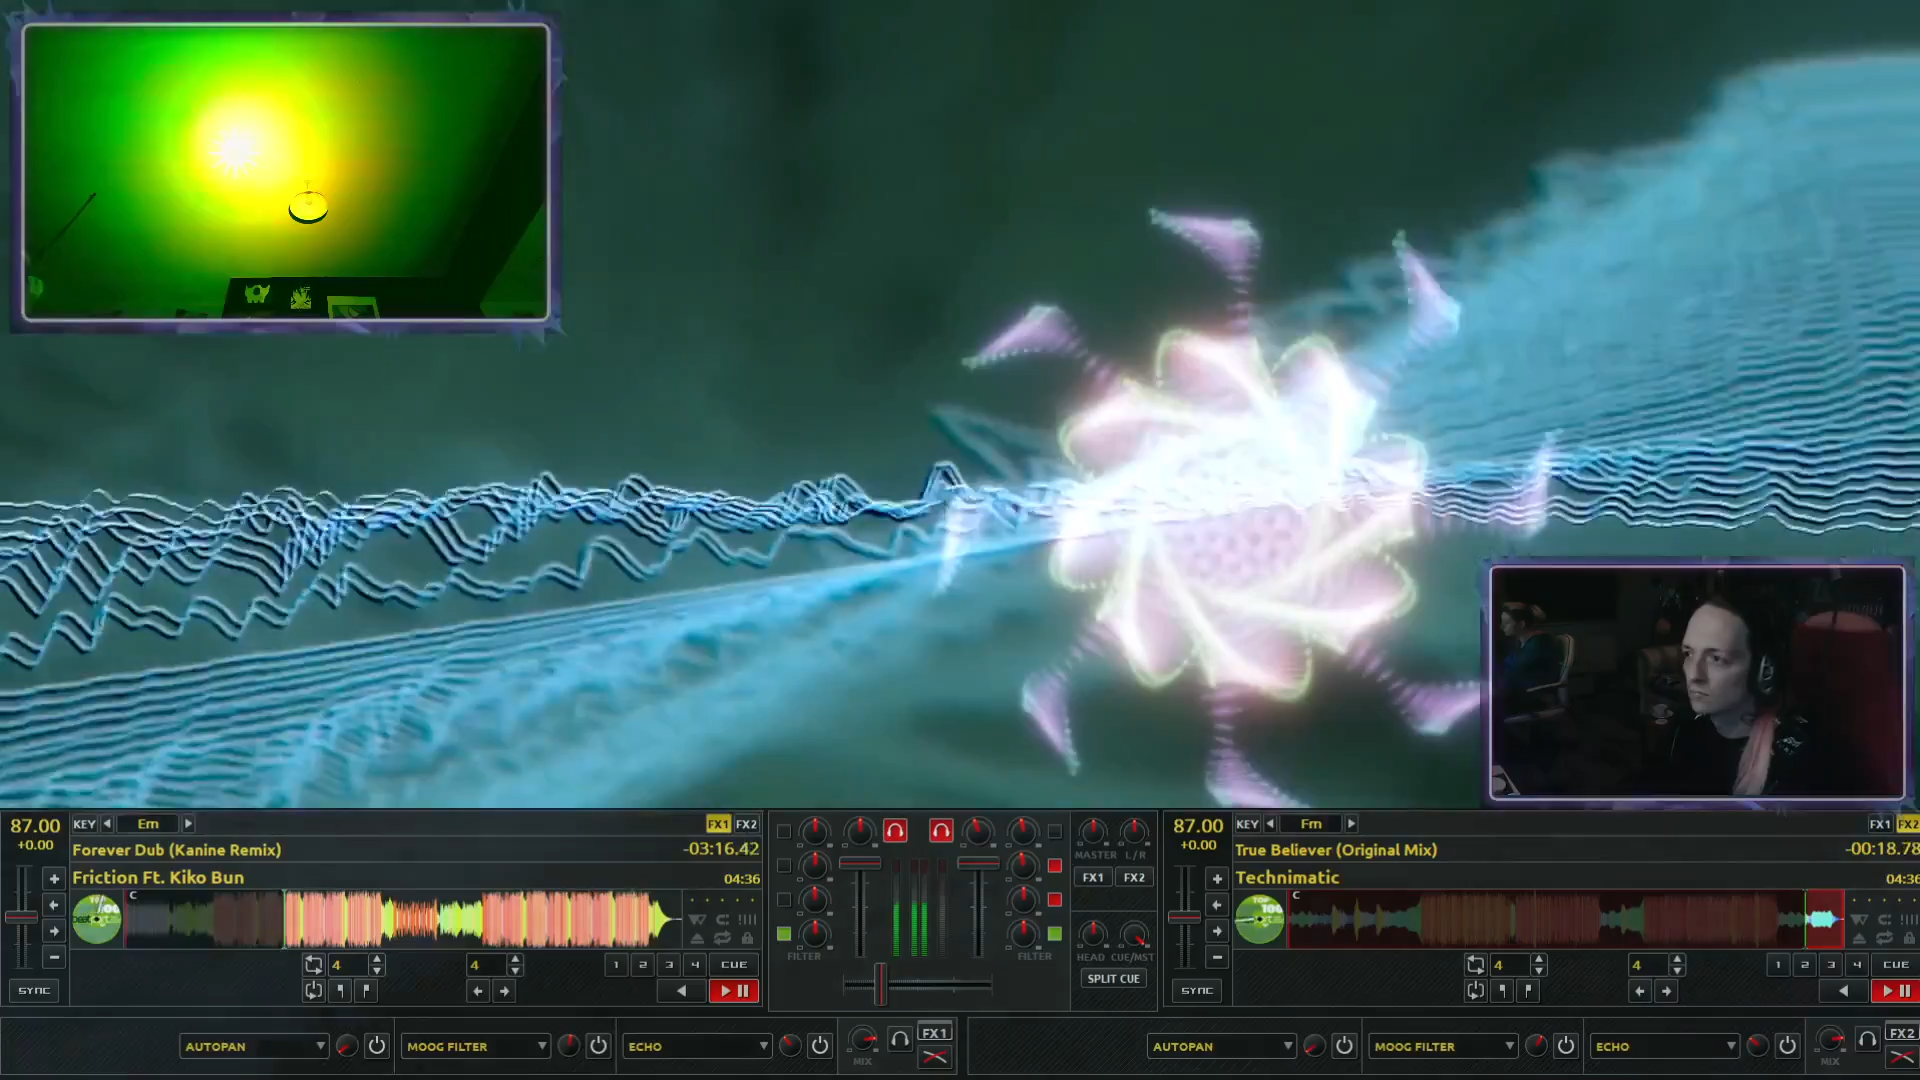 87.00
+0.00
KEY
Em
FX1 FX2
Forever Dub (Kanine Remix)
-03:16.42
Friction Ft. Kiko Bun
04:36
C
4
4
1 2 3 4 CUE
SYNC
FILTER
FILTER
MASTER L/R
FX1 FX2
HEAD CUE/MST
SPLIT CUE
87.00
+0.00
KEY
Fm
FX1 FX2
True Believer (Original Mix)
-00:18.78
Technimatic
04:36
TOP
100
C
4
4
1 2 3 4 CUE
SYNC
AUTOPAN
MOOG FILTER
ECHO
MIX
FX1
AUTOPAN
MOOG FILTER
ECHO
MIX
FX2